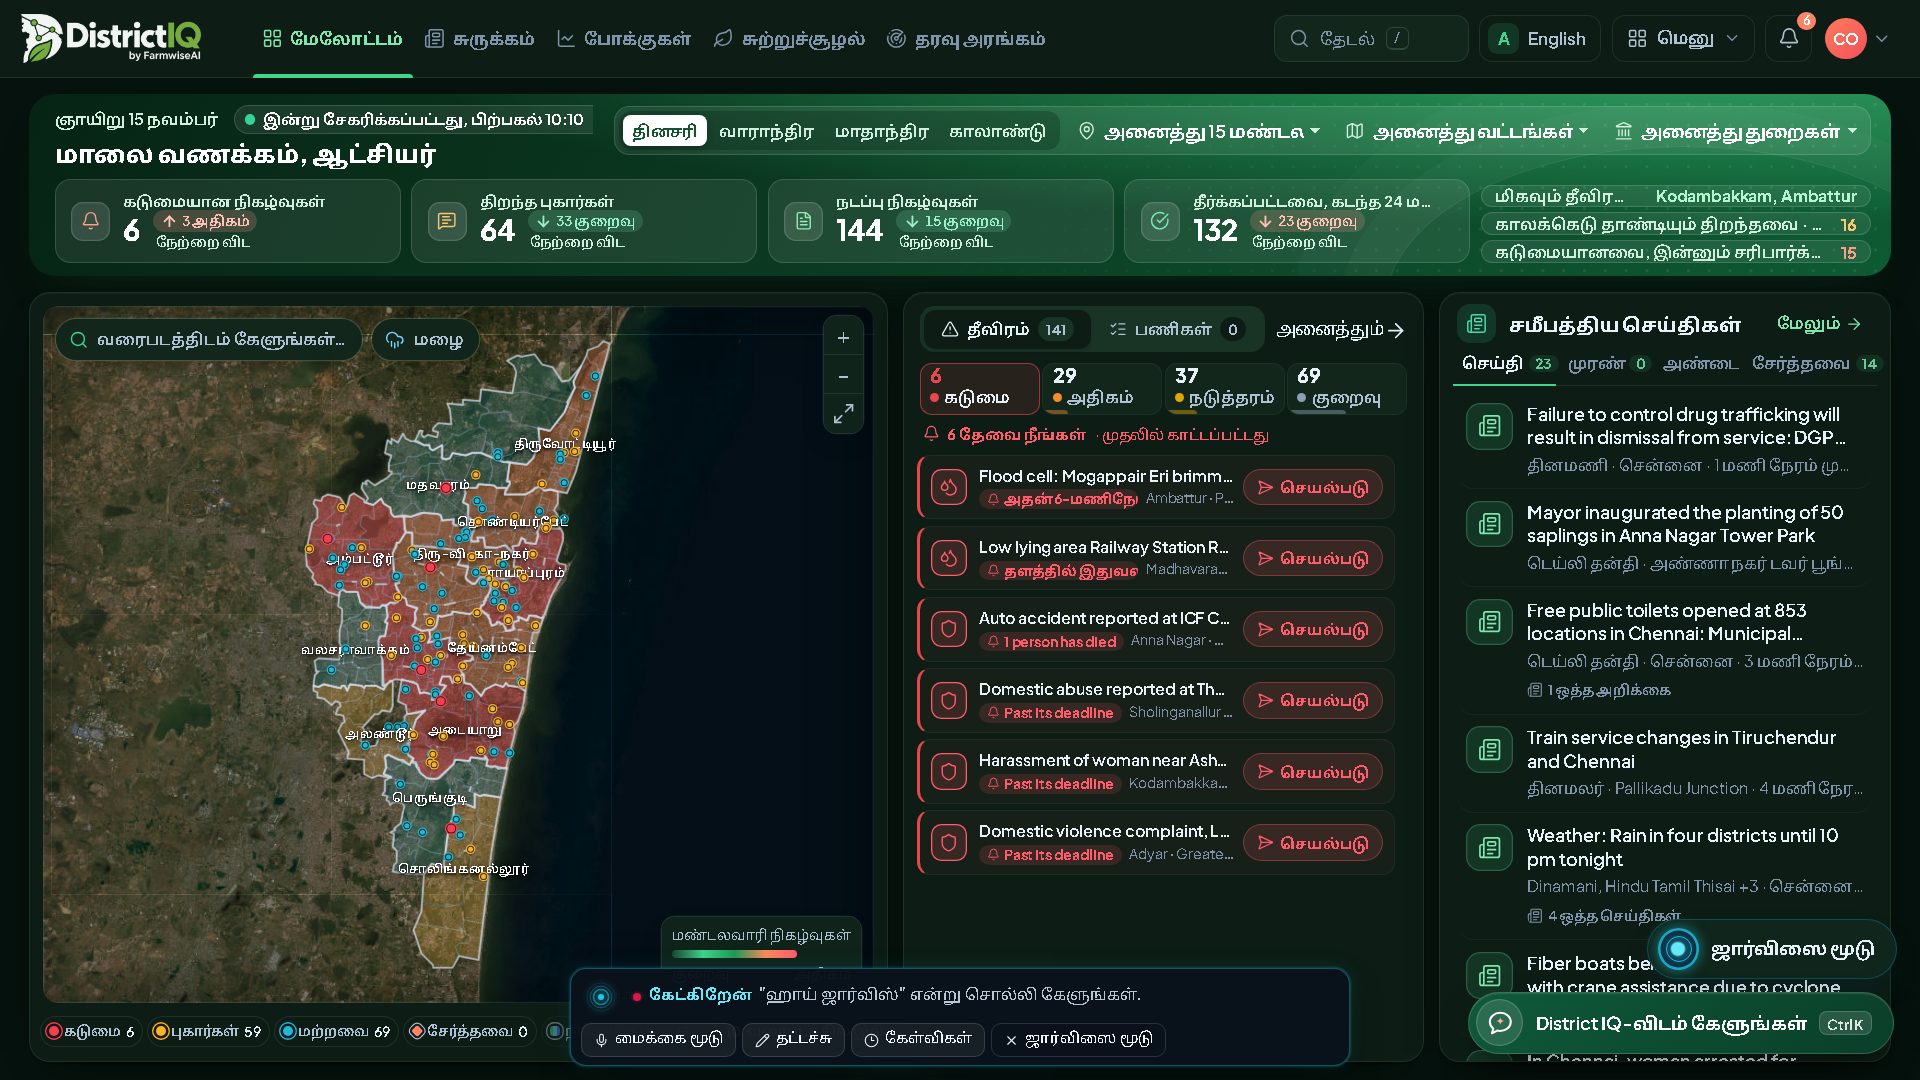 DistrictIQ
by FarmwiseAI
மேலோட்டம்
சுருக்கம்
போக்குகள்
சுற்றுச்சூழல்
தரவு அரங்கம்
தேடல் /
A English
மெனு
6
CO
ஞாயிறு 15 நவம்பர்
இன்று சேகரிக்கப்பட்டது, பிற்பகல் 10:10
மாலை வணக்கம், ஆட்சியர்
தினசரி
வாராந்திர
மாதாந்திர
காலாண்டு
அனைத்து 15 மண்டல
அனைத்து வட்டங்கள்
அனைத்து துறைகள்
கடுமையான நிகழ்வுகள்
6
3 அதிகம்
நேற்றை விட
திறந்த புகார்கள்
64
33 குறைவு
நேற்றை விட
நடப்பு நிகழ்வுகள்
144
15 குறைவு
நேற்றை விட
தீர்க்கப்பட்டவை, கடந்த 24 ம...
132
23 குறைவு
நேற்றை விட
மிகவும் தீவிர... Kodambakkam, Ambattur
காலக்கெடு தாண்டியும் திறந்தவை · ... 16
கடுமையானவை, இன்னும் சரிபார்க்... 15
வரைபடத்திடம் கேளுங்கள்...
மழை
+
−
திருவோட்டியூர்
மதவரம்
தொண்டியர்பேட்
அம்பட்டூர்
திரு-வி-கா-நகர்
ராயபுரம்
வலசரவாக்கம்
தேய்னம்பேட்
அலண்டூர்
அடையாறு
பெருங்குடி
சொலிங்கனல்லூர்
மண்டலவாரி நிகழ்வுகள்
கடுமை 6
புகார்கள் 59
மற்றவை 69
சேர்த்தவை 0
தீவிரம் 141
பணிகள் 0
அனைத்தும்
6
கடுமை
29
அதிகம்
37
நடுத்தரம்
69
குறைவு
6 தேவை நீங்கள் · முதலில் காட்டப்பட்டது
Flood cell: Mogappair Eri brimm...
அதன் 6-மணிநே Ambattur · P...
செயல்படு
Low lying area Railway Station R...
தளத்தில் இதுவ Madhavara...
செயல்படு
Auto accident reported at ICF C...
1 person has died Anna Nagar · ...
செயல்படு
Domestic abuse reported at Th...
Past its deadline Sholinganallur ...
செயல்படு
Harassment of woman near Ash...
Past its deadline Kodambakka...
செயல்படு
Domestic violence complaint, L...
Past its deadline Adyar · Greate...
செயல்படு
சமீபத்திய செய்திகள்
மேலும்
செய்தி 23
முரண் 0
அண்டை
சேர்த்தவை 14
Failure to control drug trafficking will
result in dismissal from service: DGP...
தினமணி · சென்னை · 1 மணி நேரம் மு...
Mayor inaugurated the planting of 50
saplings in Anna Nagar Tower Park
டெய்லி தன்தி · அண்ணா நகர் டவர் பூங்...
Free public toilets opened at 853
locations in Chennai: Municipal...
டெய்லி தன்தி · சென்னை · 3 மணி நேரம்...
1 ஒத்த அறிக்கை
Train service changes in Tiruchendur
and Chennai
தினமலர் · Pallikadu Junction · 4 மணி நேர...
Weather: Rain in four districts until 10
pm tonight
Dinamani, Hindu Tamil Thisai +3 · சென்னை...
4 ஒத்த செய்திகள்
Fiber boats be
with crane assistance due to cyclone
In Chennai, woman arrested for
ஜார்விஸை மூடு
District IQ-விடம் கேளுங்கள் Ctrl K
கேட்கிறேன் "ஹாய் ஜார்விஸ்" என்று சொல்லி கேளுங்கள்.
மைக்கை மூடு
தட்டச்சு
கேள்விகள்
ஜார்விஸை மூடு